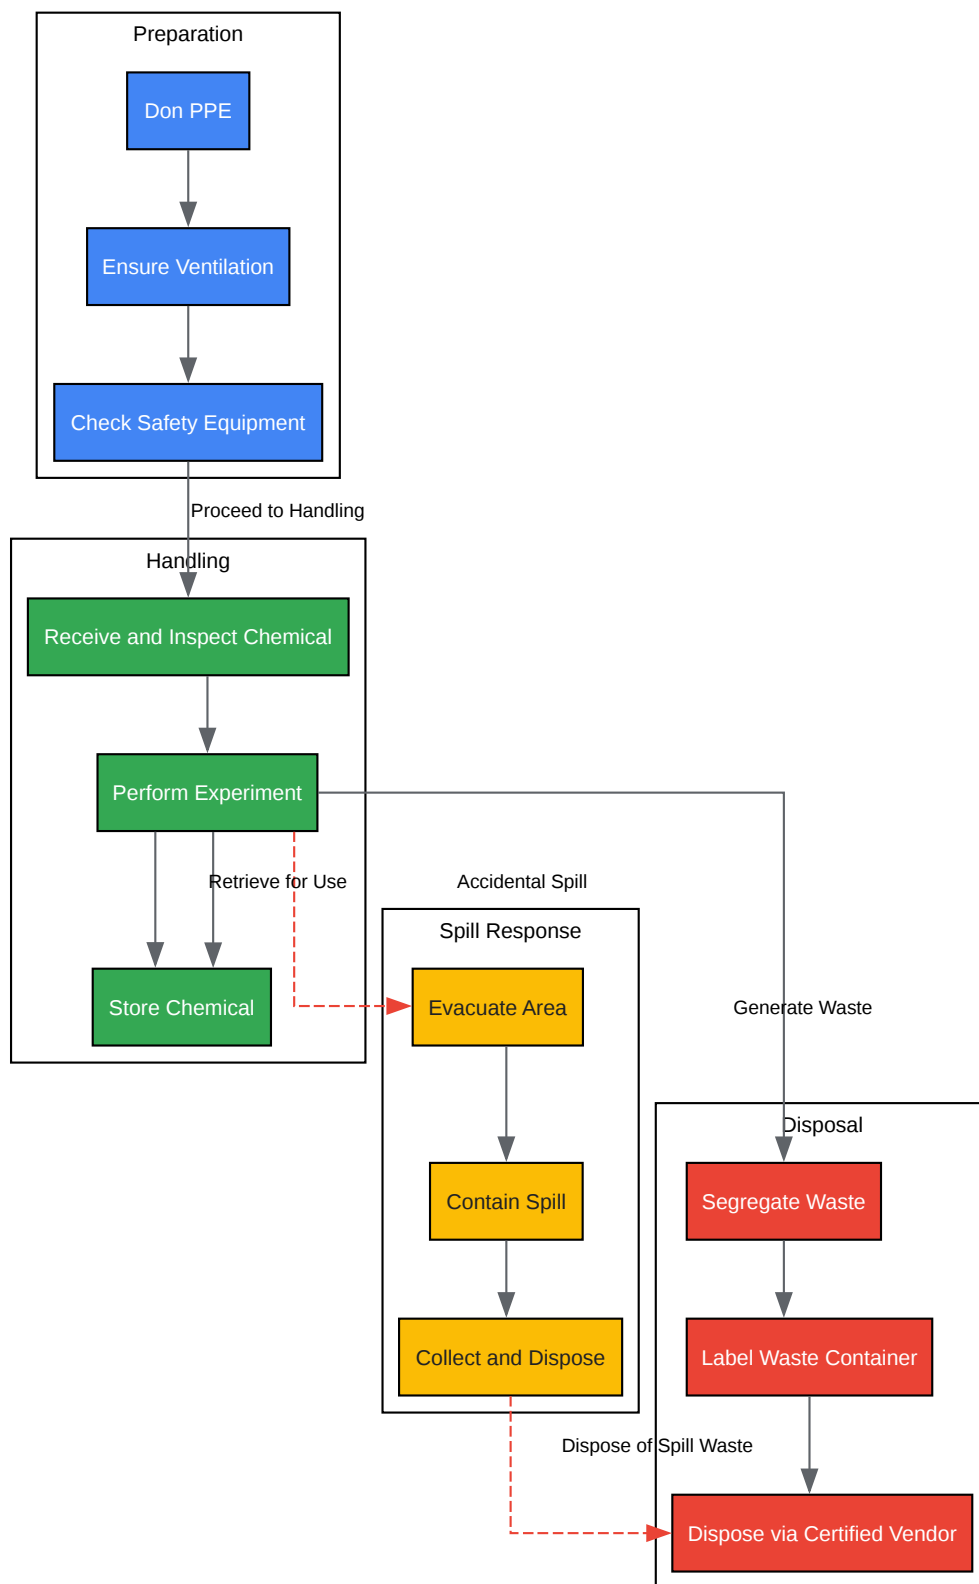 Preparation
Don PPE
Ensure Ventilation
Check Safety Equipment
Proceed to Handling
Handling
Receive and Inspect Chemical
Perform Experiment
Retrieve for Use
Accidental Spill
Spill Response
Store Chemical
Evacuate Area
Generate Waste
Disposal
Contain Spill
Segregate Waste
Collect and Dispose
Label Waste Container
Dispose of Spill Waste
Dispose via Certified Vendor